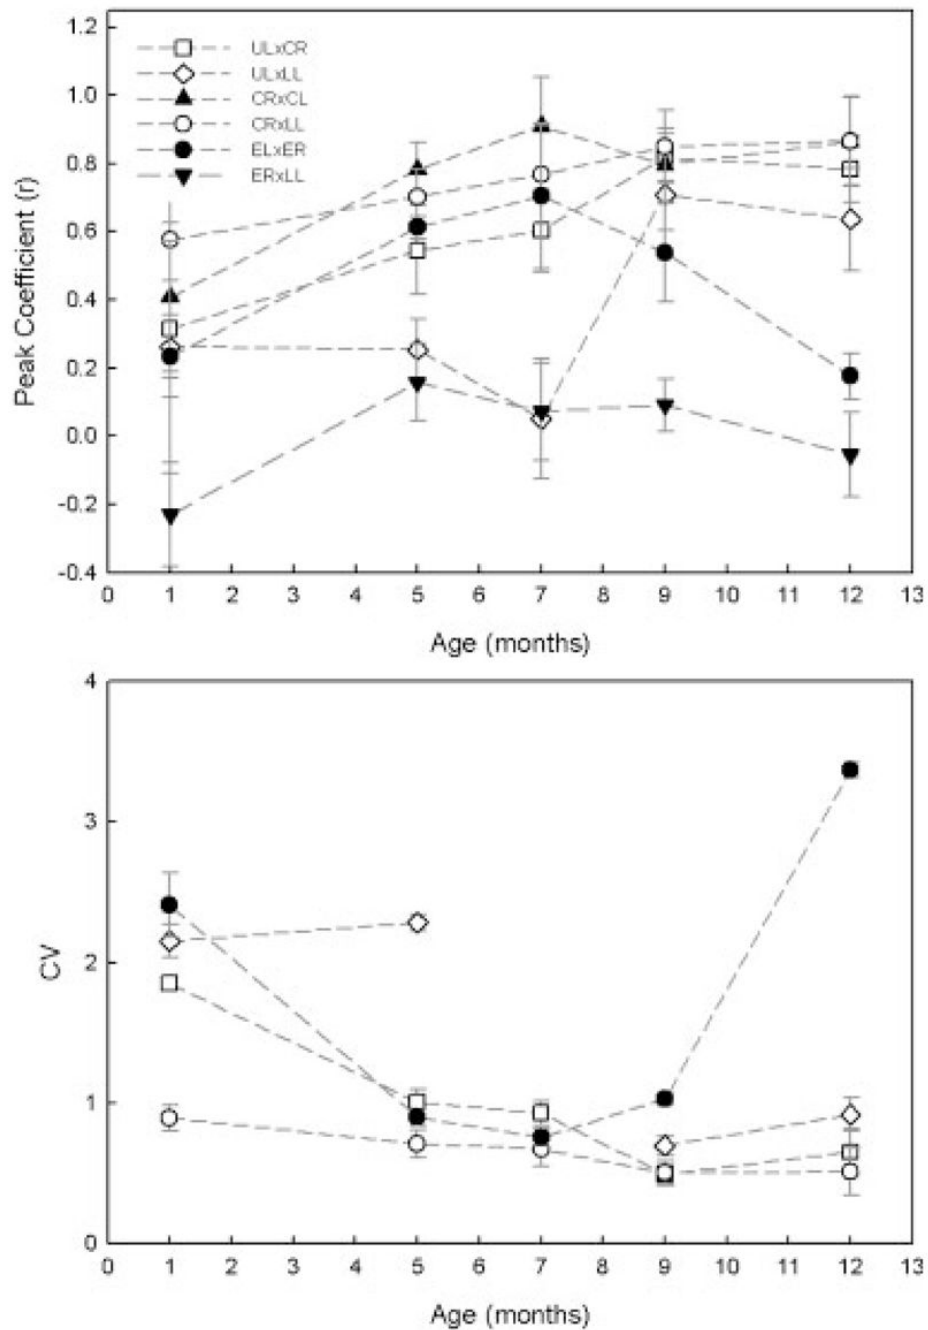 1.2
1.0
0.8
0.6
0.4
0.2
0.0
-0.2
-0.4
Peak Coefficient (r)
ULxCR
ULxLL
CRxCL
CRxLL
ELxER
ERxLL
0 1 2 3 4 5 6 7 8 9 10 11 12 13
Age (months)
4
3
2
1
0
CV
0 1 2 3 4 5 6 7 8 9 10 11 12 13
Age (months)